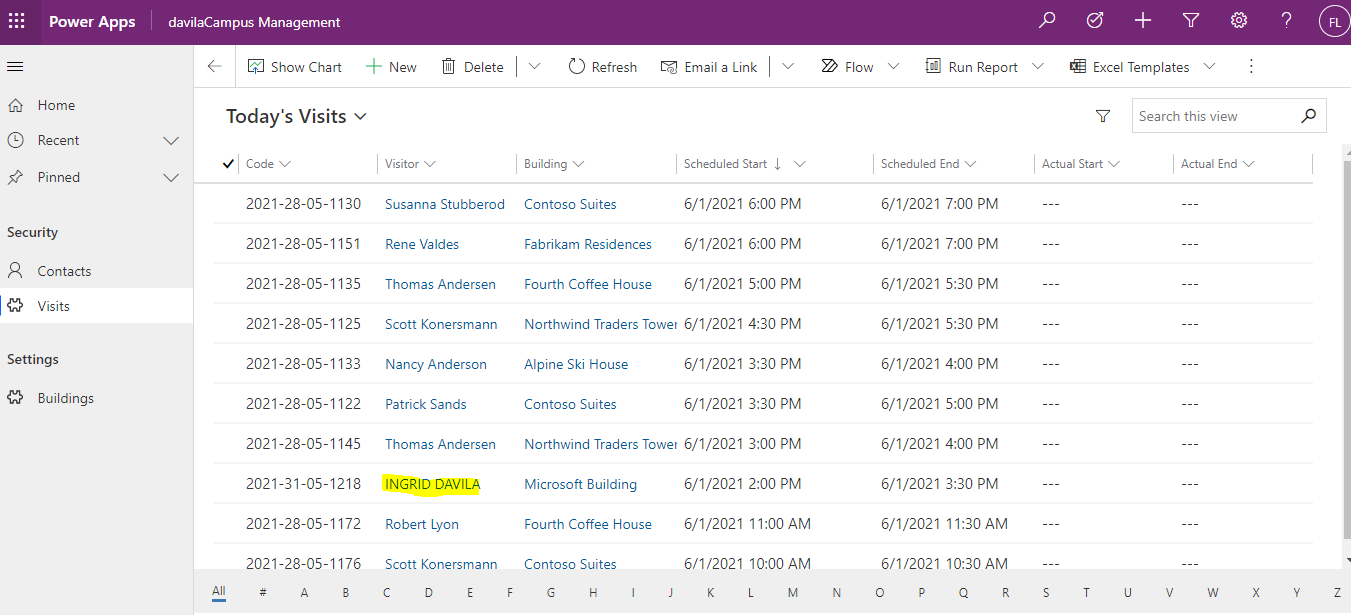 Power Apps davilaCampus Management FL
Show Chart New Delete Refresh Email a Link Flow Run Report Excel Templates
Home
Recent
Pinned
Security
Contacts
Visits
Settings
Buildings
Today's Visits Search this view
Code Visitor Building Scheduled Start Scheduled End Actual Start Actual End
2021-28-05-1130 Susanna Stubberod Contoso Suites 6/1/2021 6:00 PM 6/1/2021 7:00 PM --- ---
2021-28-05-1151 Rene Valdes Fabrikam Residences 6/1/2021 6:00 PM 6/1/2021 7:00 PM --- ---
2021-28-05-1135 Thomas Andersen Fourth Coffee House 6/1/2021 5:00 PM 6/1/2021 5:30 PM --- ---
2021-28-05-1125 Scott Konersmann Northwind Traders Tower 6/1/2021 4:30 PM 6/1/2021 5:30 PM --- ---
2021-28-05-1133 Nancy Anderson Alpine Ski House 6/1/2021 3:30 PM 6/1/2021 4:00 PM --- ---
2021-28-05-1122 Patrick Sands Contoso Suites 6/1/2021 3:30 PM 6/1/2021 5:00 PM --- ---
2021-28-05-1145 Thomas Andersen Northwind Traders Tower 6/1/2021 3:00 PM 6/1/2021 4:00 PM --- ---
2021-31-05-1218 INGRID DAVILA Microsoft Building 6/1/2021 2:00 PM 6/1/2021 3:30 PM --- ---
2021-28-05-1172 Robert Lyon Fourth Coffee House 6/1/2021 11:00 AM 6/1/2021 11:30 AM --- ---
2021-28-05-1176 Scott Konersmann Contoso Suites 6/1/2021 10:00 AM 6/1/2021 10:30 AM --- ---
All # A B C D E F G H I J K L M N O P Q R S T U V W X Y Z